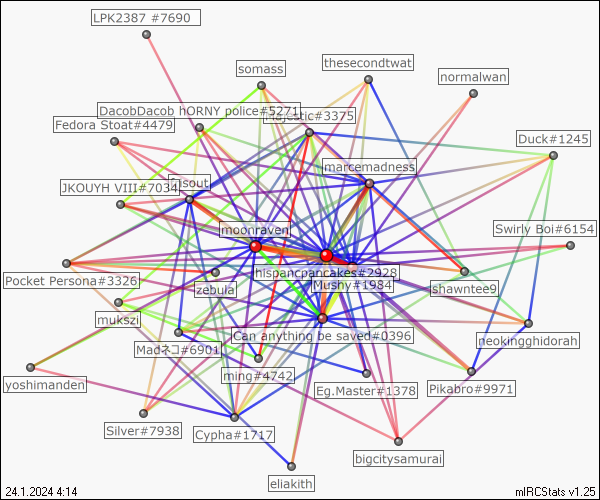 LPK2387 #7690
thesecondtwat
somass
normalwan
DacobDacob hORNY police#5271
#3375
Fedora Stoat#4479
Duck#1245
marcemadness
JKOUYH VIII#7034
moonraven
Swirly Boi#6154
hispancpancakes#2928
Pocket Persona#3326
zebula
Mushy#1984
shawntee9
mukszi
Can anything be saved#0396
neokingghidorah
Madネコ#6901
ming#4742
yoshimanden
Eg.Master#1378
Pikabro#9971
Silver#7938
Cypha#1717
bigcitysamurai
eliakith
24.1.2024 4:14
mIRCStats v1.25